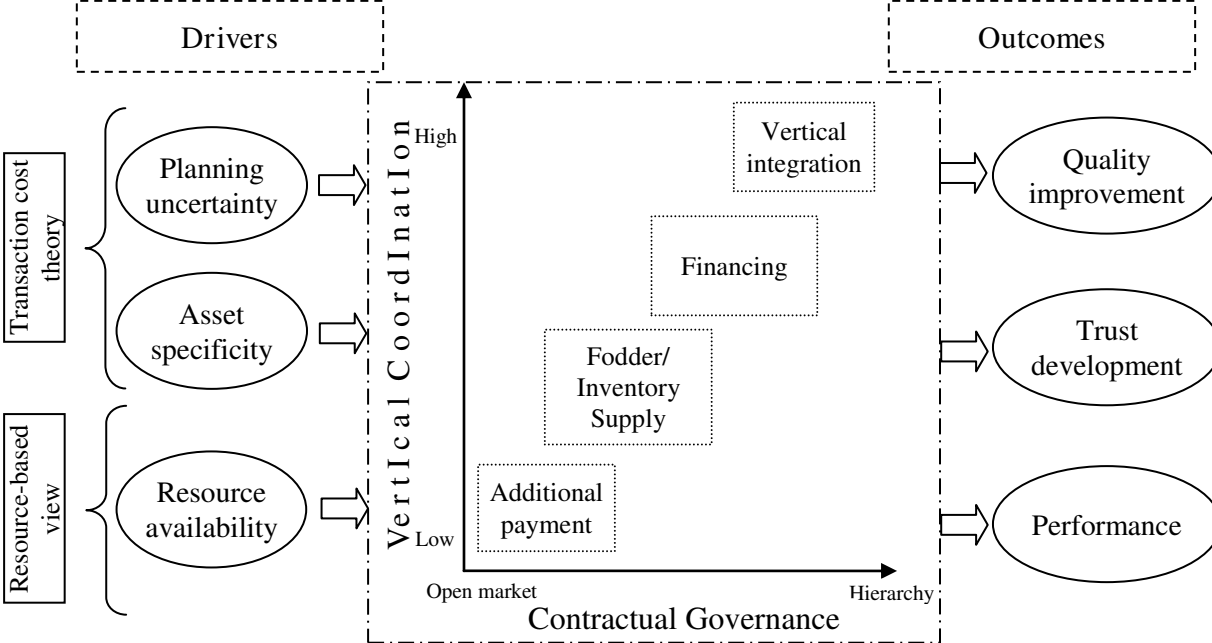 Drivers
Outcomes
Transaction cost
theory
Planning
uncertainty
Asset
specificity
Resource-based
view
Resource
availability
VertIcal CoordInatIon
High
Low
Vertical
integration
Financing
Fodder/
Inventory
Supply
Additional
payment
Open market
Hierarchy
Contractual Governance
Quality
improvement
Trust
development
Performance